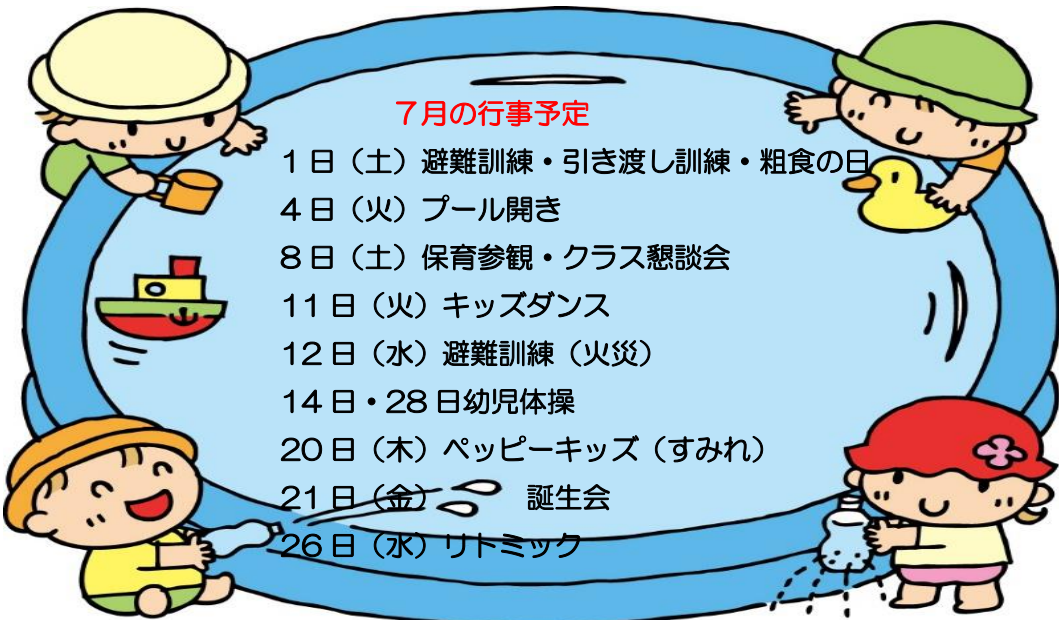 ７月の行事予定
１日（土）避難訓練・引き渡し訓練・粗食の日
４日（火）プール開き
８日（土）保育参観・クラス懇談会
11日（火）キッズダンス
12日（水）避難訓練（火災）
14日・28日幼児体操
20日（木）ペッピーキッズ（すみれ）
21日（金）　　　誕生会
26日（水）リトミック